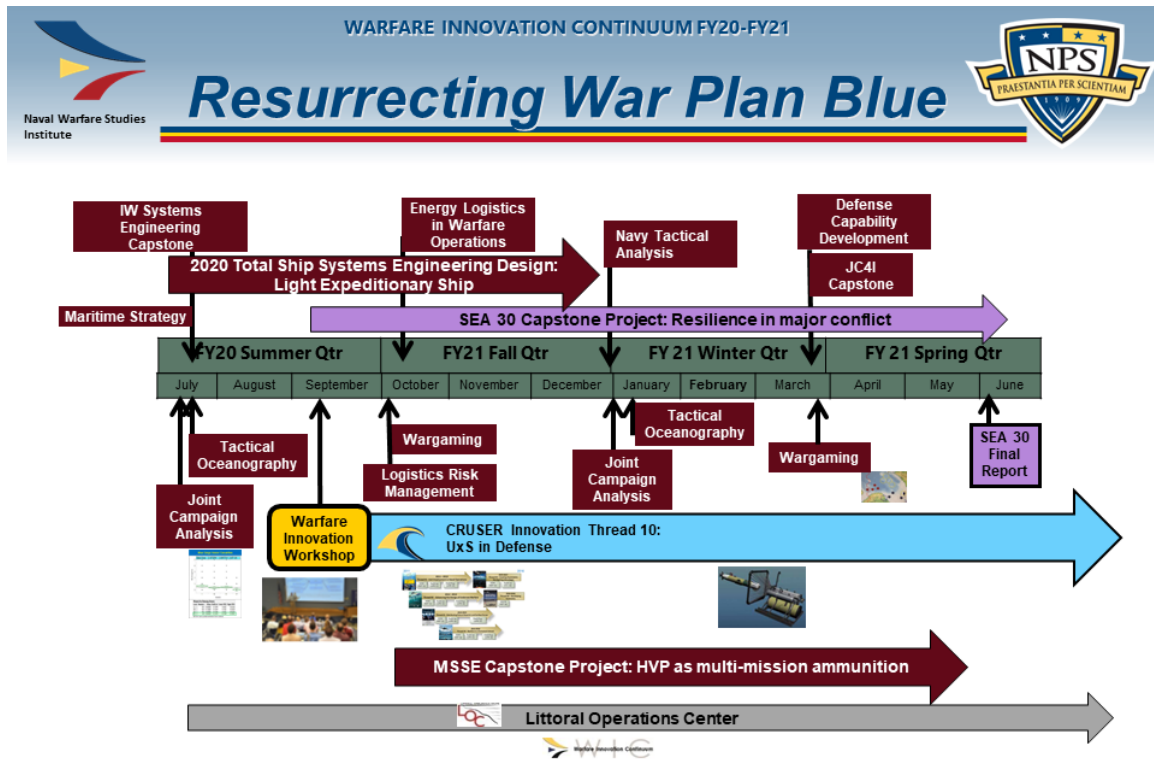 WARFARE INNOVATION CONTINUUM FY20-FY21
Resurrecting War Plan Blue
Naval Warfare Studies
Institute
NPS
PRAESTANTIA PER SCIENTIAM
1909
IW Systems
Engineering
Capstone
Energy Logistics
in Warfare
Operations
Navy Tactical
Analysis
Defense
Capability
Development
JC4I
Capstone
2020 Total Ship Systems Engineering Design:
Light Expeditionary Ship
Maritime Strategy
SEA 30 Capstone Project: Resilience in major conflict
FY20 Summer Qtr
FY21 Fall Qtr
FY 21 Winter Qtr
FY 21 Spring Qtr
July
August
September
October
November
December
January
February
March
April
May
June
Tactical
Oceanography
Wargaming
Logistics Risk
Management
Tactical
Oceanography
Joint
Campaign
Analysis
Wargaming
SEA 30
Final
Report
Joint
Campaign
Analysis
Warfare
Innovation
Workshop
CRUSER Innovation Thread 10:
UxS in Defense
MSSE Capstone Project: HVP as multi-mission ammunition
LOC
Littoral Operations Center
WIC
Warfare Innovation Continuum